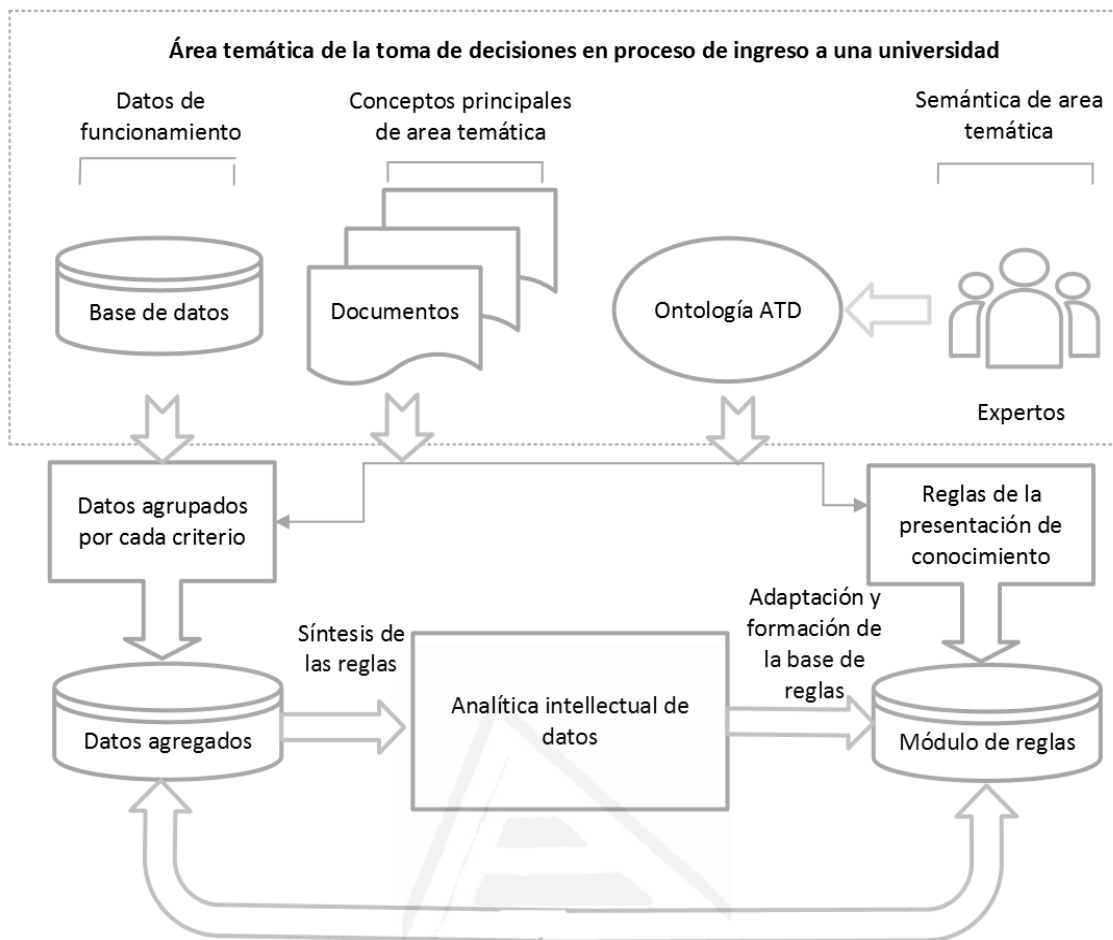 Área temática de la toma de decisiones en proceso de ingreso a una universidad
Datos de
funcionamiento
Conceptos principales
de area temática
Semántica de area
temática
Base de datos
Documentos
Ontología ATD
Expertos
Datos agrupados
por cada criterio
Reglas de la
presentación de
conocimiento
Síntesis de
las reglas
Adaptación y
formación de
la base de
reglas
Analítica intellectual de
datos
Datos agregados
Módulo de reglas